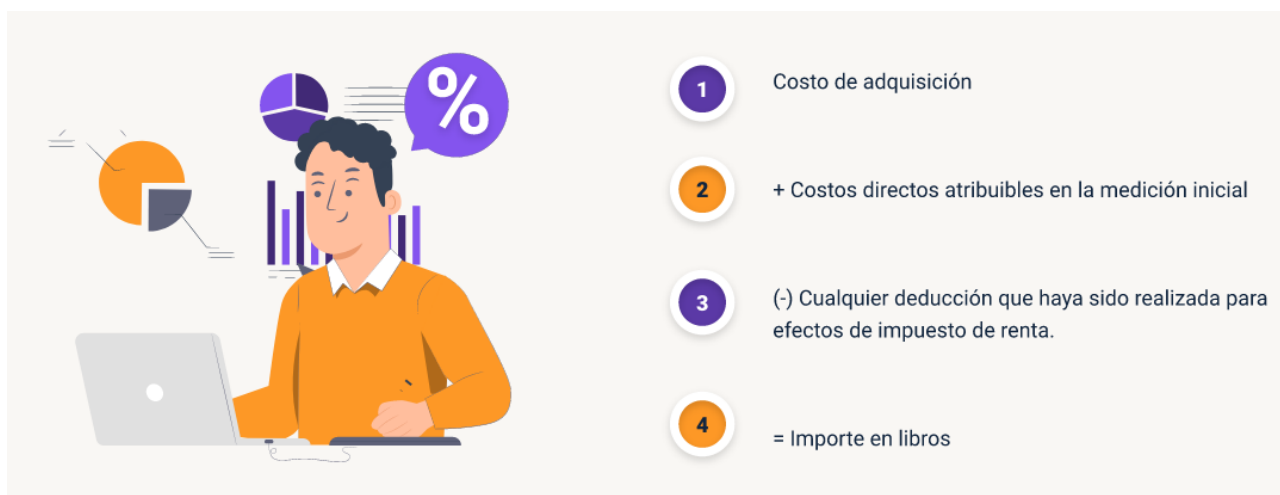 %
1
Costo de adquisición
2
+ Costos directos atribuibles en la medición inicial
3
(-) Cualquier deducción que haya sido realizada para
efectos de impuesto de renta.
4
= Importe en libros